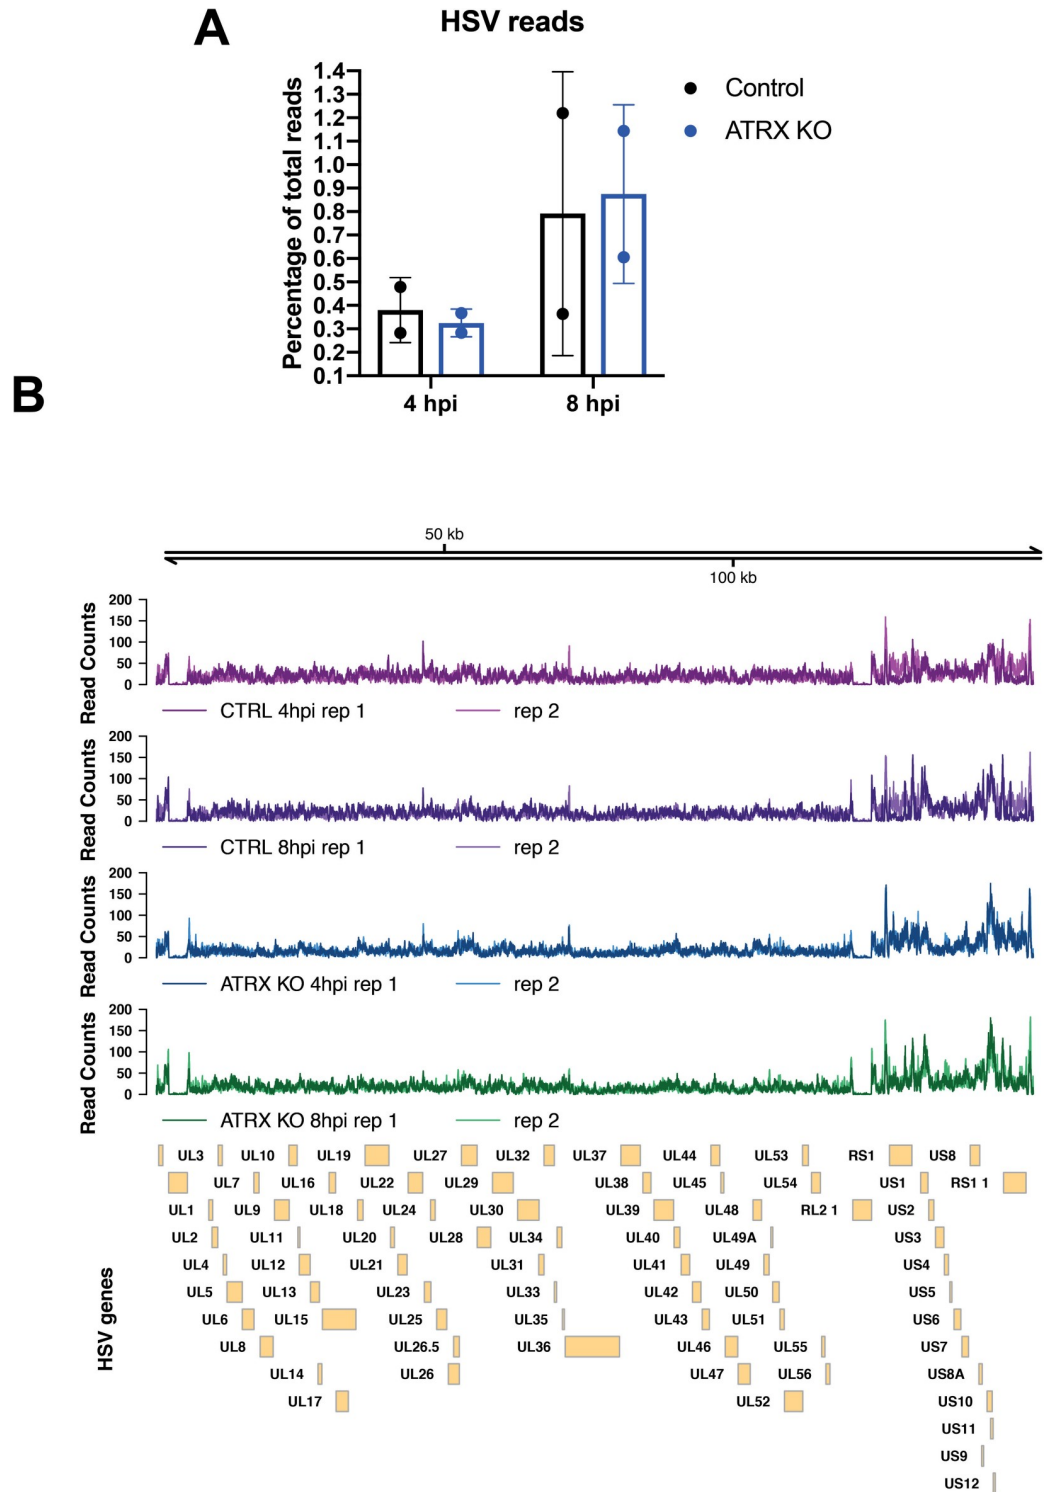 A
HSV reads
Percentage of total reads
1.4
1.3
1.2
1.1
1.0
0.9
0.8
0.7
0.6
0.5
0.4
0.3
0.2
0.1
4 hpi
8 hpi
Control
ATRX KO
B
50 kb
100 kb
Read Counts
200
150
100
50
0
CTRL 4hpi rep 1
rep 2
Read Counts
200
150
100
50
0
CTRL 8hpi rep 1
rep 2
Read Counts
200
150
100
50
0
ATRX KO 4hpi rep 1
rep 2
Read Counts
200
150
100
50
0
ATRX KO 8hpi rep 1
rep 2
HSV genes
UL3 UL10 UL19 UL27 UL32 UL37 UL44 UL53 RS1 US8
UL7 UL16 UL22 UL29 UL38 UL45 UL54 US1 RS1 1
UL1 UL9 UL18 UL24 UL30 UL39 UL48 RL2 1 US2
UL2 UL11 UL20 UL28 UL34 UL40 UL49A US3
UL4 UL12 UL21 UL31 UL41 UL49 US4
UL5 UL13 UL23 UL33 UL42 UL50 US5
UL6 UL15 UL25 UL35 UL43 UL51 US6
UL8 UL26.5 UL36 UL46 UL55 US7
UL14 UL26 UL47 UL56 US8A
UL17 UL52 US10
US11
US9
US12